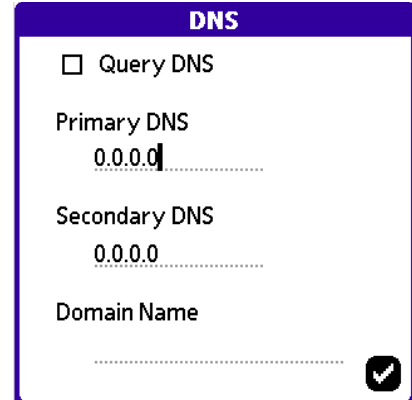 DNS
Query DNS
Primary DNS
0.0.0.0
Secondary DNS
0.0.0.0
Domain Name